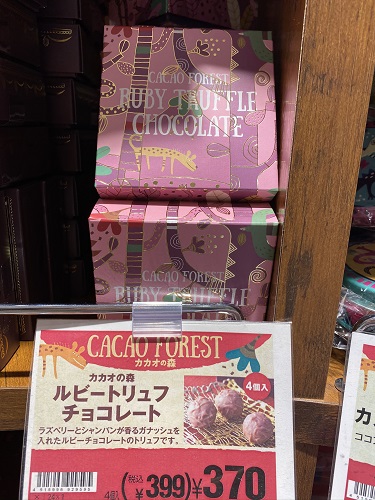 CACAO FOREST
RUBY TRUFFLE
CHOCOLATE
CACAO FOREST
RUBY TRUFFLE
CACAO FOREST
カカオの森
カカオの森
ルビートリュフ
チョコレート
4個入
ラズベリーとシャンパンが香るガナッシュを
入れたルビーチョコレートのトリュフです。
税込
¥399 ¥370